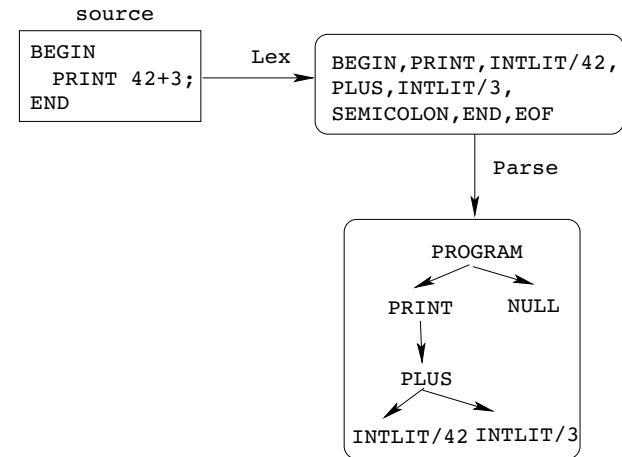 source
BEGIN
PRINT 42+3;
END
Lex
BEGIN,PRINT,INTLIT/42,
PLUS,INTLIT/3,
SEMICOLON,END,EOF
Parse
PROGRAM
PRINT NULL
PLUS
INTLIT/42 INTLIT/3